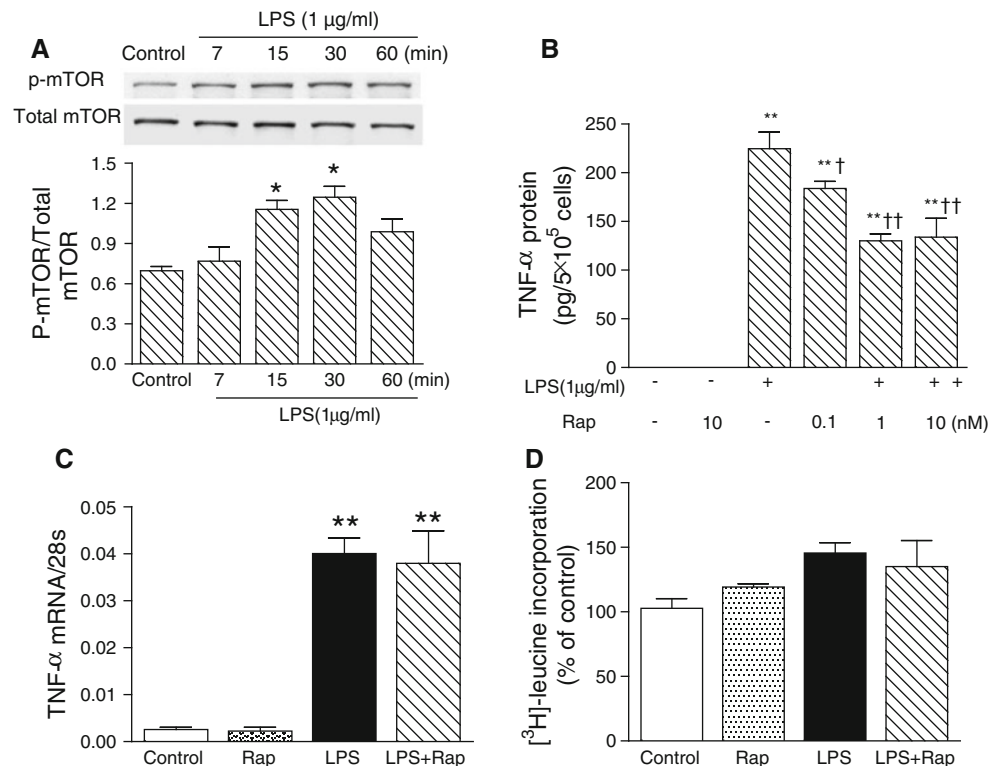 LPS (1 µg/ml)
A
Control 7 15 30 60 (min)
p-mTOR
Total mTOR
P-mTOR/Total
mTOR
1.5
1.2
0.9
0.6
0.3
0.0
* *
Control 7 15 30 60 (min)
LPS(1µg/ml)
B
TNF-α protein
(pg/5×10⁵ cells)
250
200
150
100
50
0
** **† **†† **††
LPS(1µg/ml) - - + + + +
Rap - 10 - 0.1 1 10 (nM)
C
TNF-α mRNA/28s
0.05
0.04
0.03
0.02
0.01
0.00
** **
Control Rap LPS LPS+Rap
D
[³H]-leucine incorporation
(% of control)
200
150
100
50
0
Control Rap LPS LPS+Rap